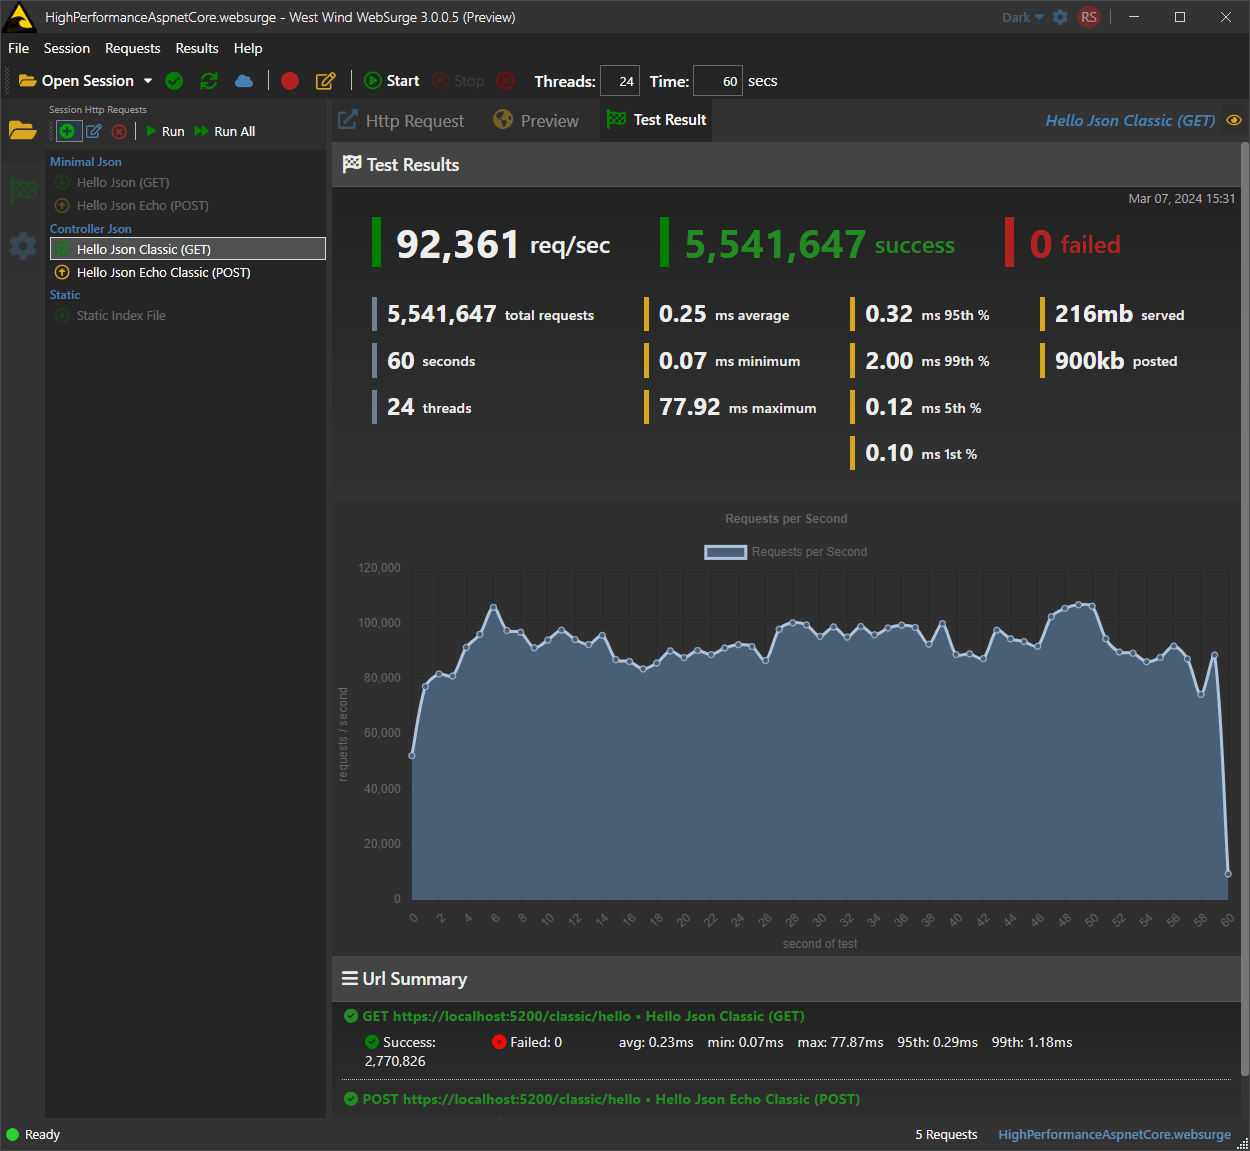 HighPerformanceAspnetCore.websurge - West Wind WebSurge 3.0.0.5 (Preview) Dark RS
File Session Requests Results Help
Open Session Start Stop Threads: 24 Time: 60 secs
Session Http Requests
Run Run All
Minimal Json
Hello Json (GET)
Hello Json Echo (POST)
Controller Json
Hello Json Classic (GET)
Hello Json Echo Classic (POST)
Static
Static Index File
Http Request Preview Test Result Hello Json Classic (GET)
Test Results
Mar 07, 2024 15:31
92,361 req/sec 5,541,647 success 0 failed
5,541,647 total requests 0.25 ms average 0.32 ms 95th % 216mb served
60 seconds 0.07 ms minimum 2.00 ms 99th % 900kb posted
24 threads 77.92 ms maximum 0.12 ms 5th %
0.10 ms 1st %
Requests per Second
Requests per Second
120,000
100,000
80,000
60,000
40,000
20,000
0
requests / second
0 2 4 6 8 10 12 14 16 18 20 22 24 26 28 30 32 34 36 38 40 42 44 46 48 50 52 54 56 58 60
second of test
Url Summary
GET https://localhost:5200/classic/hello • Hello Json Classic (GET)
Success: 2,770,826 Failed: 0 avg: 0.23ms min: 0.07ms max: 77.87ms 95th: 0.29ms 99th: 1.18ms
POST https://localhost:5200/classic/hello • Hello Json Echo Classic (POST)
Ready 5 Requests HighPerformanceAspnetCore.websurge